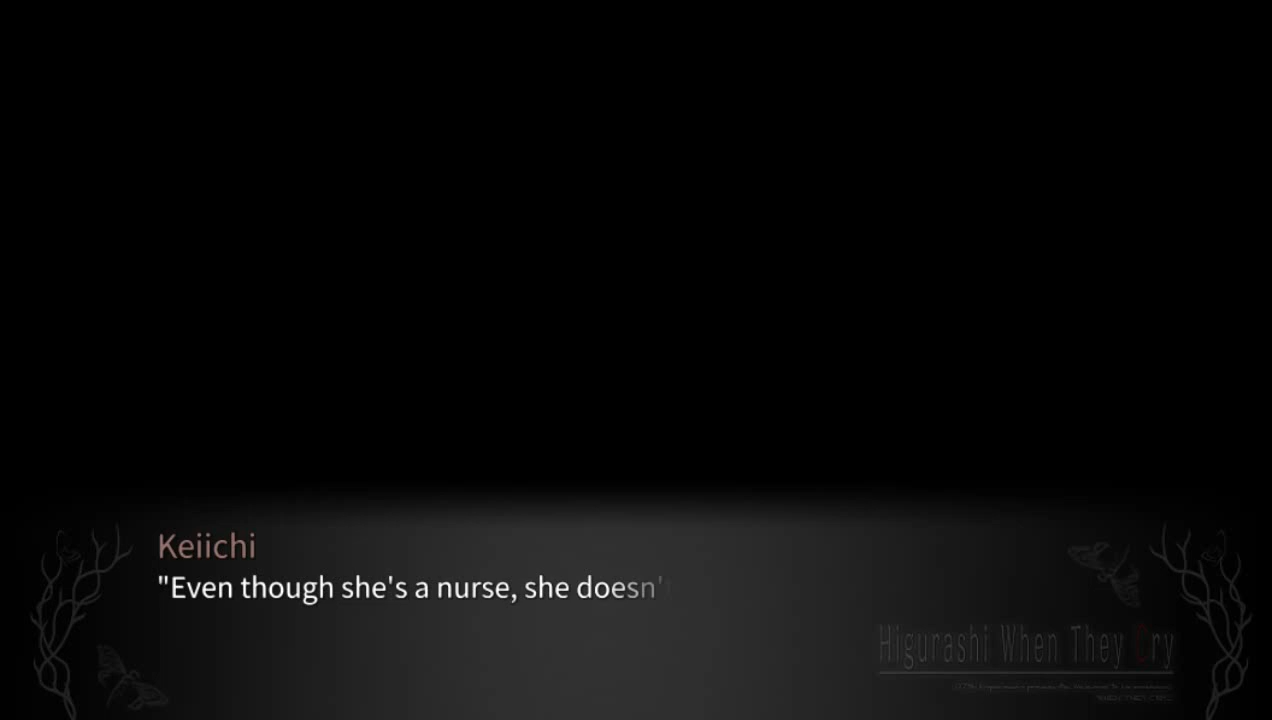 Keiichi
"Even though she's a nurse, she doesn'
Higurashi When They Cry